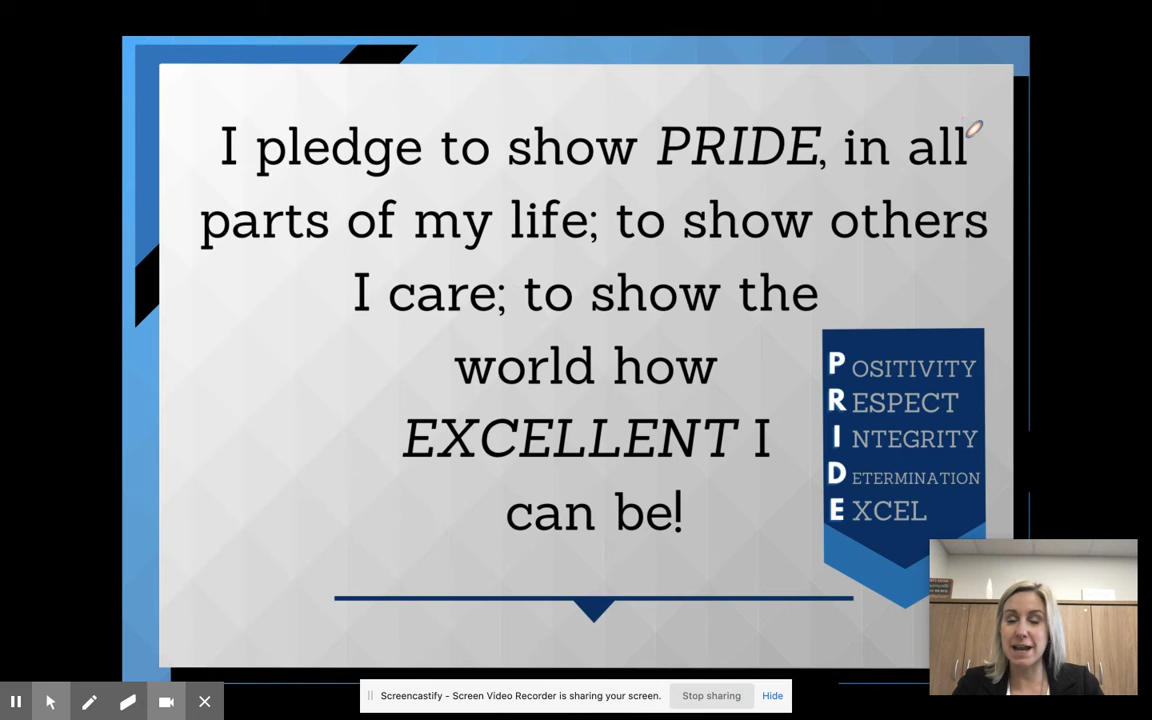 I pledge to show PRIDE, in all
parts of my life; to show others
I care; to show the
world how
EXCELLENT I
can be!
POSITIVITY
RESPECT
INTEGRITY
DETERMINATION
EXCEL
Screencastify - Screen Video Recorder is sharing your screen.
Stop sharing
Hide